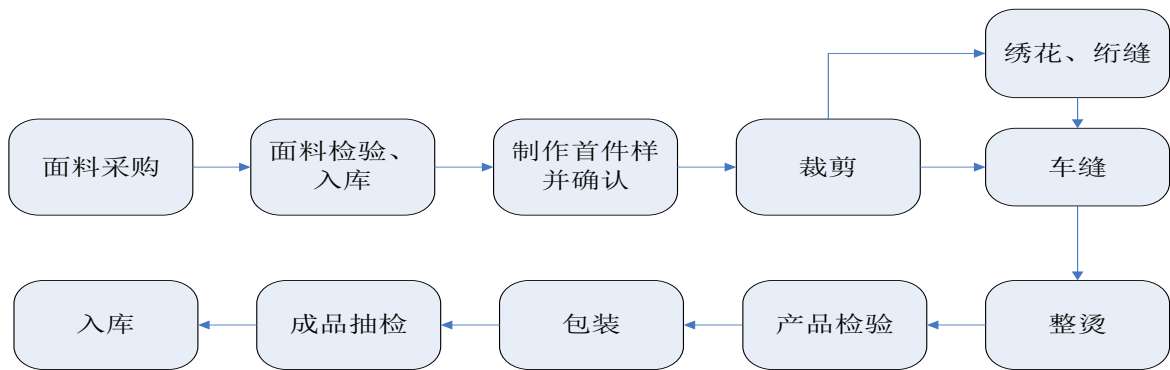 绣花、绗缝
面料采购
面料检验、
入库
制作首件样
并确认
裁剪
车缝
入库
成品抽检
包装
产品检验
整烫